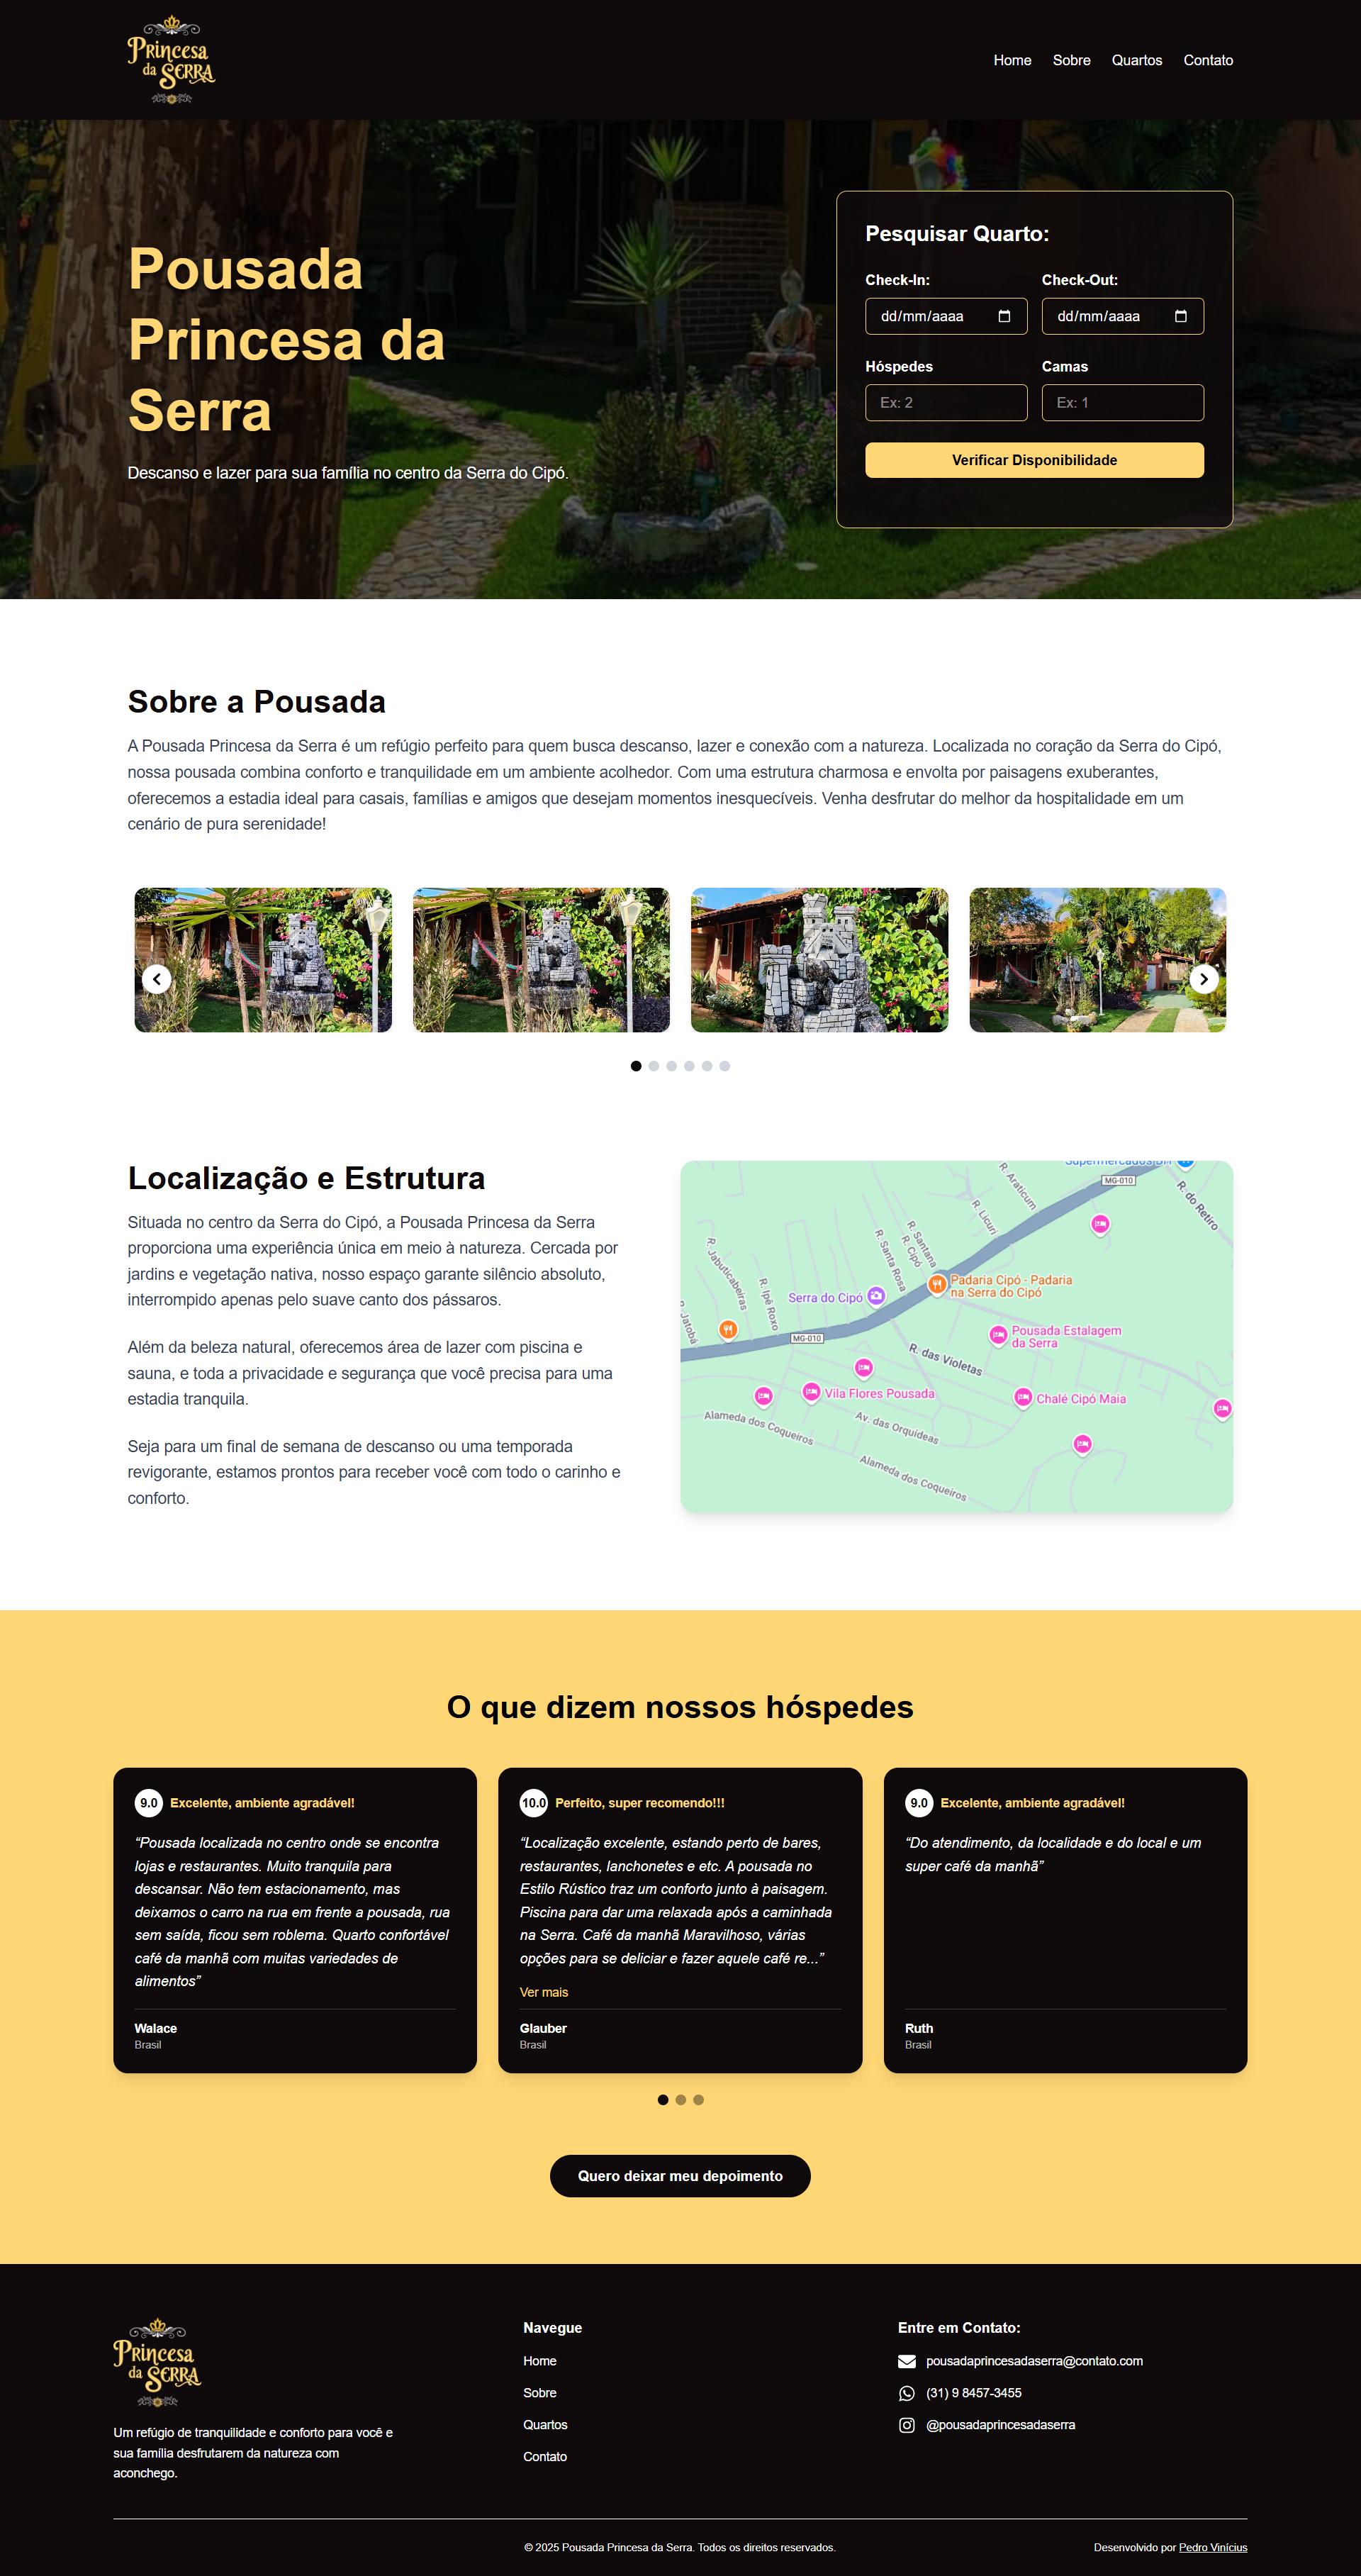 Princesa
da SERRA
Home Sobre Quartos Contato
Pousada
Princesa da
Serra
Descanso e lazer para sua família no centro da Serra do Cipó.
Pesquisar Quarto:
Check-In: Check-Out:
dd/mm/aaaa dd/mm/aaaa
Hóspedes Camas
Ex: 2 Ex: 1
Verificar Disponibilidade
Sobre a Pousada
A Pousada Princesa da Serra é um refúgio perfeito para quem busca descanso, lazer e conexão com a natureza. Localizada no coração da Serra do Cipó,
nossa pousada combina conforto e tranquilidade em um ambiente acolhedor. Com uma estrutura charmosa e envolta por paisagens exuberantes,
oferecemos a estadia ideal para casais, famílias e amigos que desejam momentos inesquecíveis. Venha desfrutar do melhor da hospitalidade em um
cenário de pura serenidade!
Localização e Estrutura
Situada no centro da Serra do Cipó, a Pousada Princesa da Serra
proporciona uma experiência única em meio à natureza. Cercada por
jardins e vegetação nativa, nosso espaço garante silêncio absoluto,
interrompido apenas pelo suave canto dos pássaros.
Além da beleza natural, oferecemos área de lazer com piscina e
sauna, e toda a privacidade e segurança que você precisa para uma
estadia tranquila.
Seja para um final de semana de descanso ou uma temporada
revigorante, estamos prontos para receber você com todo o carinho e
conforto.
Supermercados BH
MG-010
R. Araticum
R. do Retiro
R. Licuri
R. Santana
R. Cipó
R. Santa Rosa
R. Jabuticabeiras
R. Ipê Roxo
R. Jatobá
Padaria Cipó - Padaria
na Serra do Cipó
Serra do Cipó
MG-010
Pousada Estalagem
da Serra
R. das Violetas
Vila Flores Pousada
Chalé Cipó Maia
Alameda dos Coqueiros
Av. das Orquídeas
Alameda dos Coqueiros
O que dizem nossos hóspedes
9.0 Excelente, ambiente agradável!
“Pousada localizada no centro onde se encontra
lojas e restaurantes. Muito tranquila para
descansar. Não tem estacionamento, mas
deixamos o carro na rua em frente a pousada, rua
sem saída, ficou sem roblema. Quarto confortável
café da manhã com muitas variedades de
alimentos”
Walace
Brasil
10.0 Perfeito, super recomendo!!!
“Localização excelente, estando perto de bares,
restaurantes, lanchonetes e etc. A pousada no
Estilo Rústico traz um conforto junto à paisagem.
Piscina para dar uma relaxada após a caminhada
na Serra. Café da manhã Maravilhoso, várias
opções para se deliciar e fazer aquele café re...”
Ver mais
Glauber
Brasil
9.0 Excelente, ambiente agradável!
“Do atendimento, da localidade e do local e um
super café da manhã”
Ruth
Brasil
Quero deixar meu depoimento
Princesa
da SERRA
Um refúgio de tranquilidade e conforto para você e
sua família desfrutarem da natureza com
aconchego.
Navegue
Home
Sobre
Quartos
Contato
Entre em Contato:
pousadaprincesadaserra@contato.com
(31) 9 8457-3455
@pousadaprincesadaserra
© 2025 Pousada Princesa da Serra. Todos os direitos reservados.
Desenvolvido por Pedro Vinícius